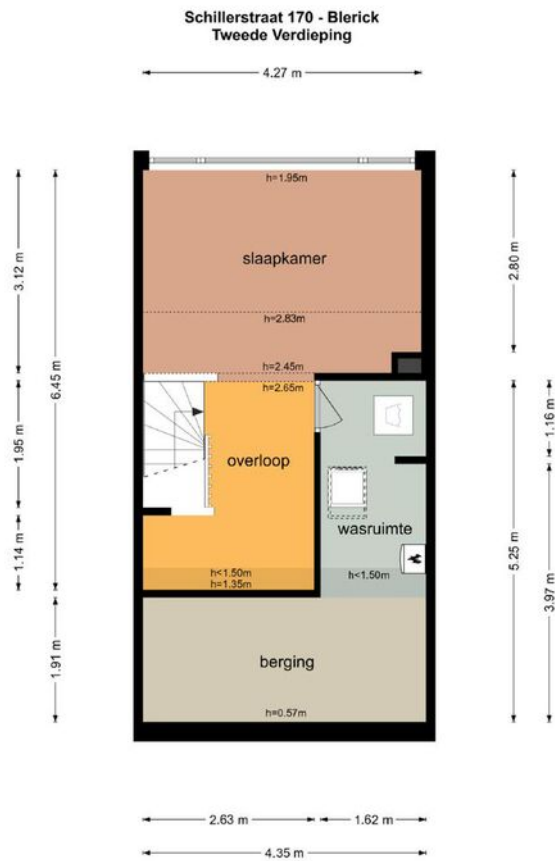 Schillerstraat 170 - Blerick
Tweede Verdieping
4.27 m
h=1.95m
slaapkamer
3.12 m
2.80 m
h=2.83m
h=2.45m
h=2.65m
6.45 m
1.95 m
1.16 m
overloop
wasruimte
1.14 m
5.25 m
3.97 m
h<1.50m
h<1.50m
h=1.35m
1.91 m
berging
h=0.57m
2.63 m
1.62 m
4.35 m